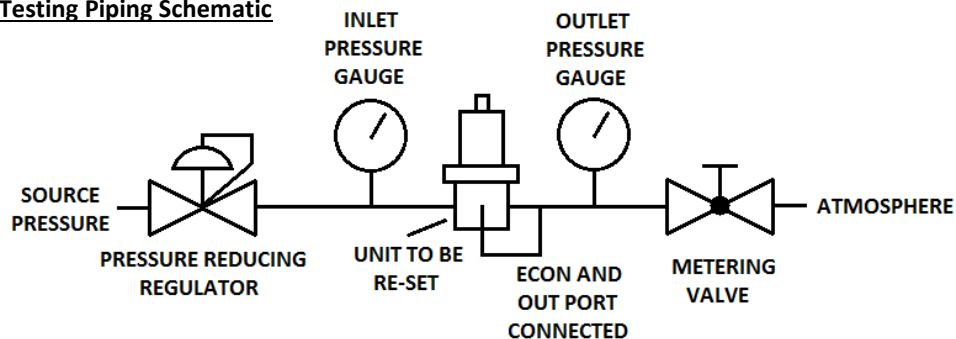 Testing Piping Schematic
INLET
PRESSURE
GAUGE
OUTLET
PRESSURE
GAUGE
SOURCE
PRESSURE
PRESSURE REDUCING
REGULATOR
UNIT TO BE
RE-SET
ECON AND
OUT PORT
CONNECTED
METERING
VALVE
ATMOSPHERE